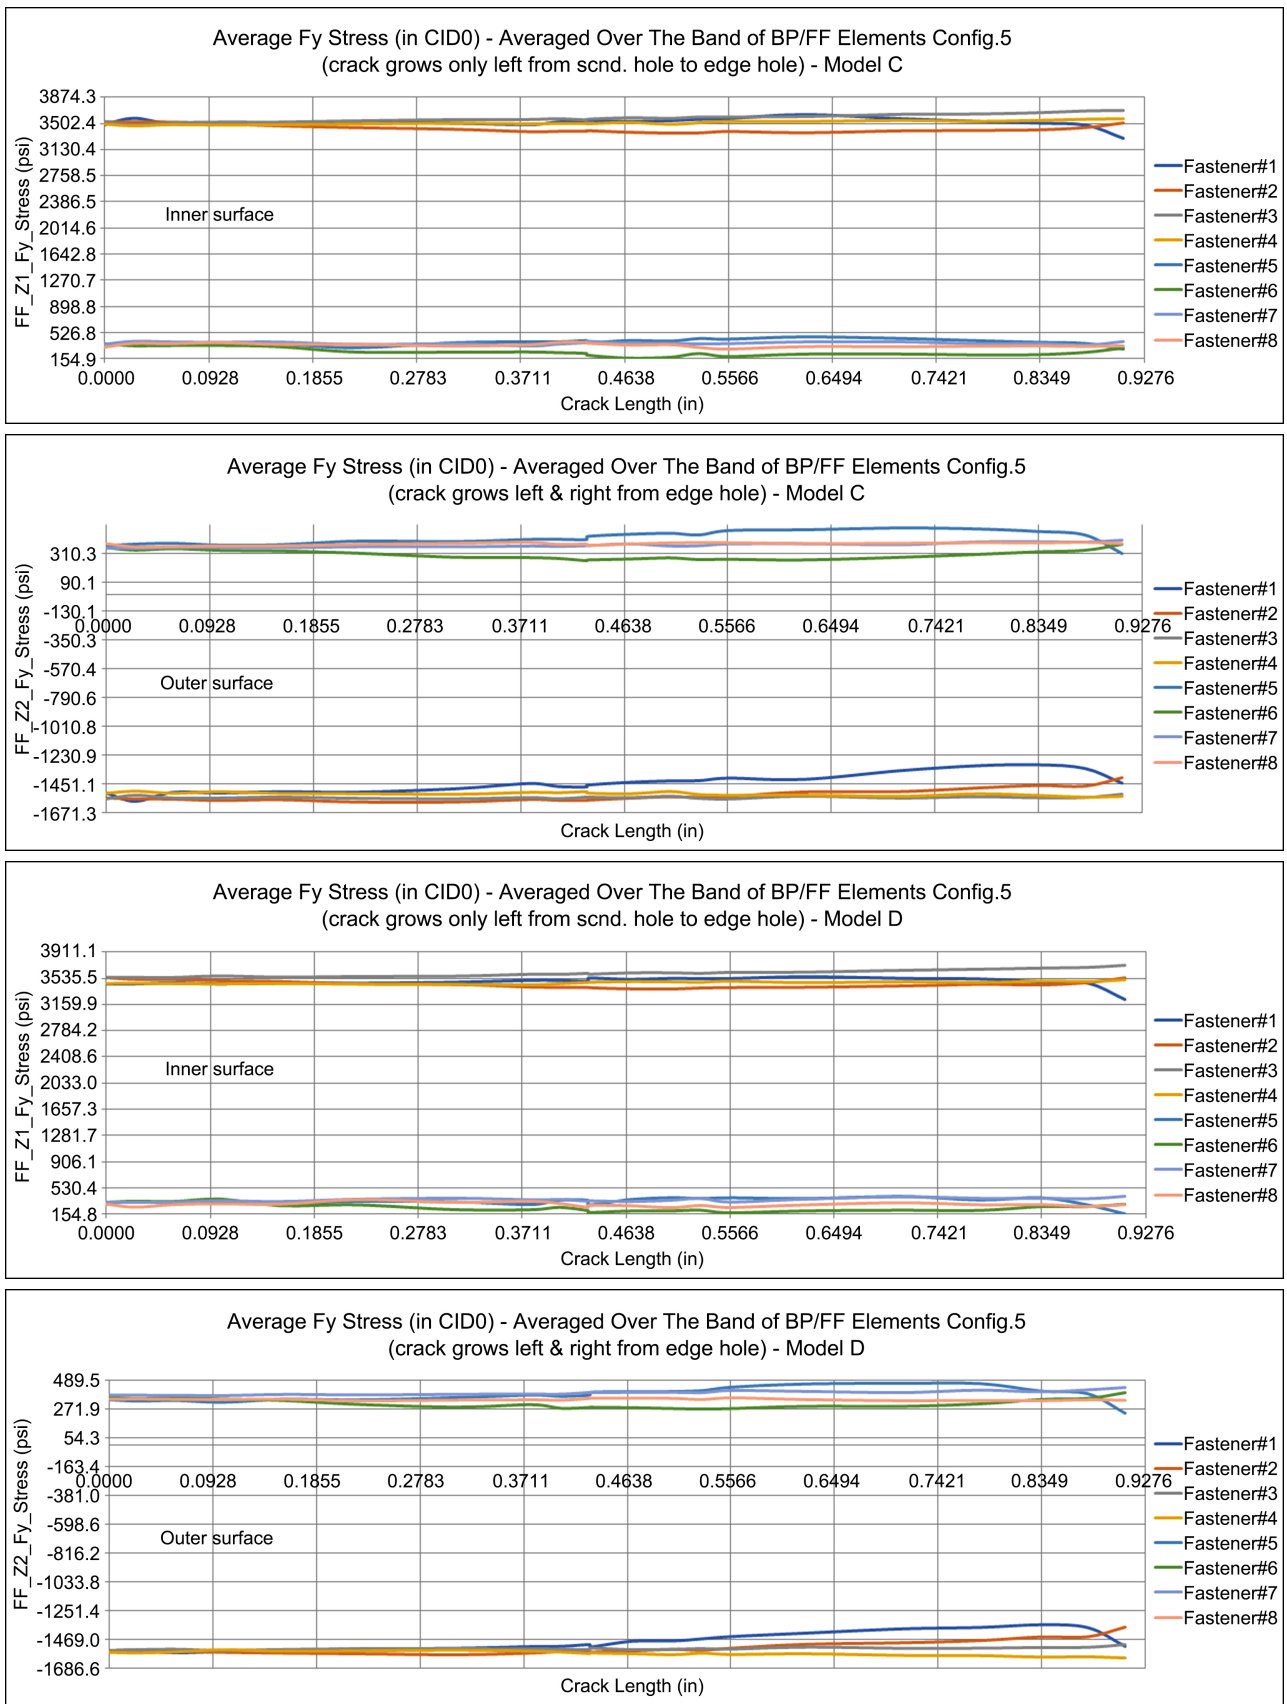 Average Fy Stress (in CID0) - Averaged Over The Band of BP/FF Elements Config.5
(crack grows only left from scnd. hole to edge hole) - Model C
FF_Z1_Fy_Stress (psi)
3874.3
3502.4
3130.4
2758.5
2386.5
2014.6
1642.8
1270.7
898.8
526.8
154.9
Inner surface
0.0000 0.0928 0.1855 0.2783 0.3711 0.4638 0.5566 0.6494 0.7421 0.8349 0.9276
Crack Length (in)
Fastener#1
Fastener#2
Fastener#3
Fastener#4
Fastener#5
Fastener#6
Fastener#7
Fastener#8
Average Fy Stress (in CID0) - Averaged Over The Band of BP/FF Elements Config.5
(crack grows left & right from edge hole) - Model C
FF_Z2_Fy_Stress (psi)
310.3
90.1
-130.1
-350.3
-570.4
-790.6
-1010.8
-1230.9
-1451.1
-1671.3
0.0000 0.0928 0.1855 0.2783 0.3711 0.4638 0.5566 0.6494 0.7421 0.8349 0.9276
Outer surface
Crack Length (in)
Fastener#1
Fastener#2
Fastener#3
Fastener#4
Fastener#5
Fastener#6
Fastener#7
Fastener#8
Average Fy Stress (in CID0) - Averaged Over The Band of BP/FF Elements Config.5
(crack grows only left from scnd. hole to edge hole) - Model D
FF_Z1_Fy_Stress (psi)
3911.1
3535.5
3159.9
2784.2
2408.6
2033.0
1657.3
1281.7
906.1
530.4
154.8
Inner surface
0.0000 0.0928 0.1855 0.2783 0.3711 0.4638 0.5566 0.6494 0.7421 0.8349 0.9276
Crack Length (in)
Fastener#1
Fastener#2
Fastener#3
Fastener#4
Fastener#5
Fastener#6
Fastener#7
Fastener#8
Average Fy Stress (in CID0) - Averaged Over The Band of BP/FF Elements Config.5
(crack grows left & right from edge hole) - Model D
FF_Z2_Fy_Stress (psi)
489.5
271.9
54.3
-163.4
-381.0
-598.6
-816.2
-1033.8
-1251.4
-1469.0
-1686.6
0.0000 0.0928 0.1855 0.2783 0.3711 0.4638 0.5566 0.6494 0.7421 0.8349 0.9276
Outer surface
Crack Length (in)
Fastener#1
Fastener#2
Fastener#3
Fastener#4
Fastener#5
Fastener#6
Fastener#7
Fastener#8